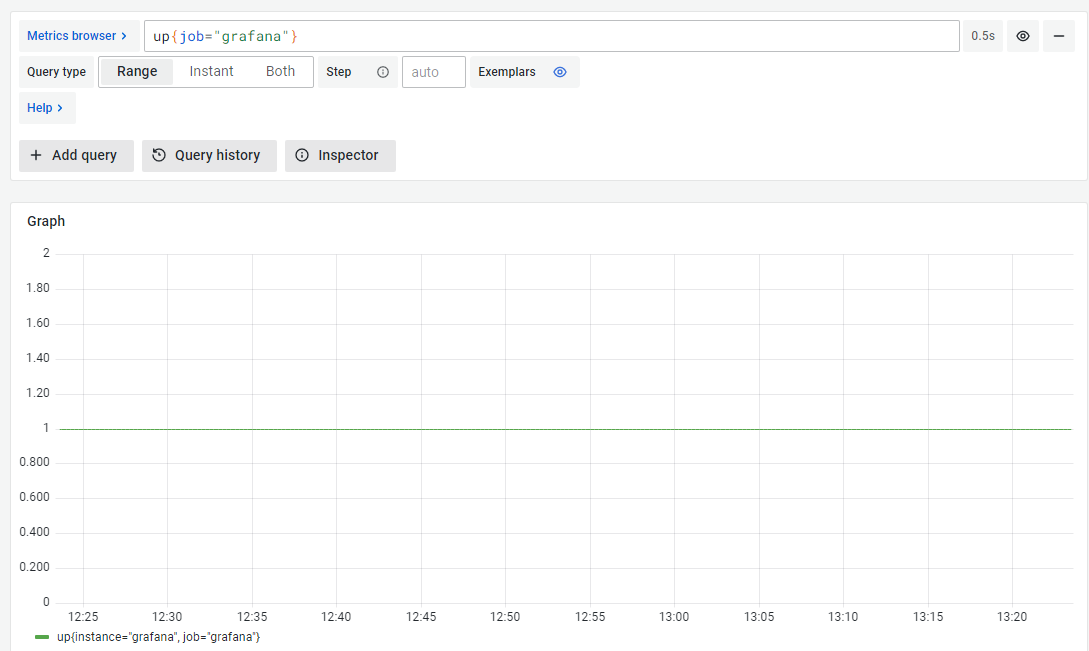 Metrics browser > up{job="grafana"} 0.5s
Query type Range Instant Both Step auto Exemplars
Help >
+ Add query Query history Inspector
Graph
2
1.80
1.60
1.40
1.20
1
0.800
0.600
0.400
0.200
0
12:25 12:30 12:35 12:40 12:45 12:50 12:55 13:00 13:05 13:10 13:15 13:20
up{instance="grafana", job="grafana"}